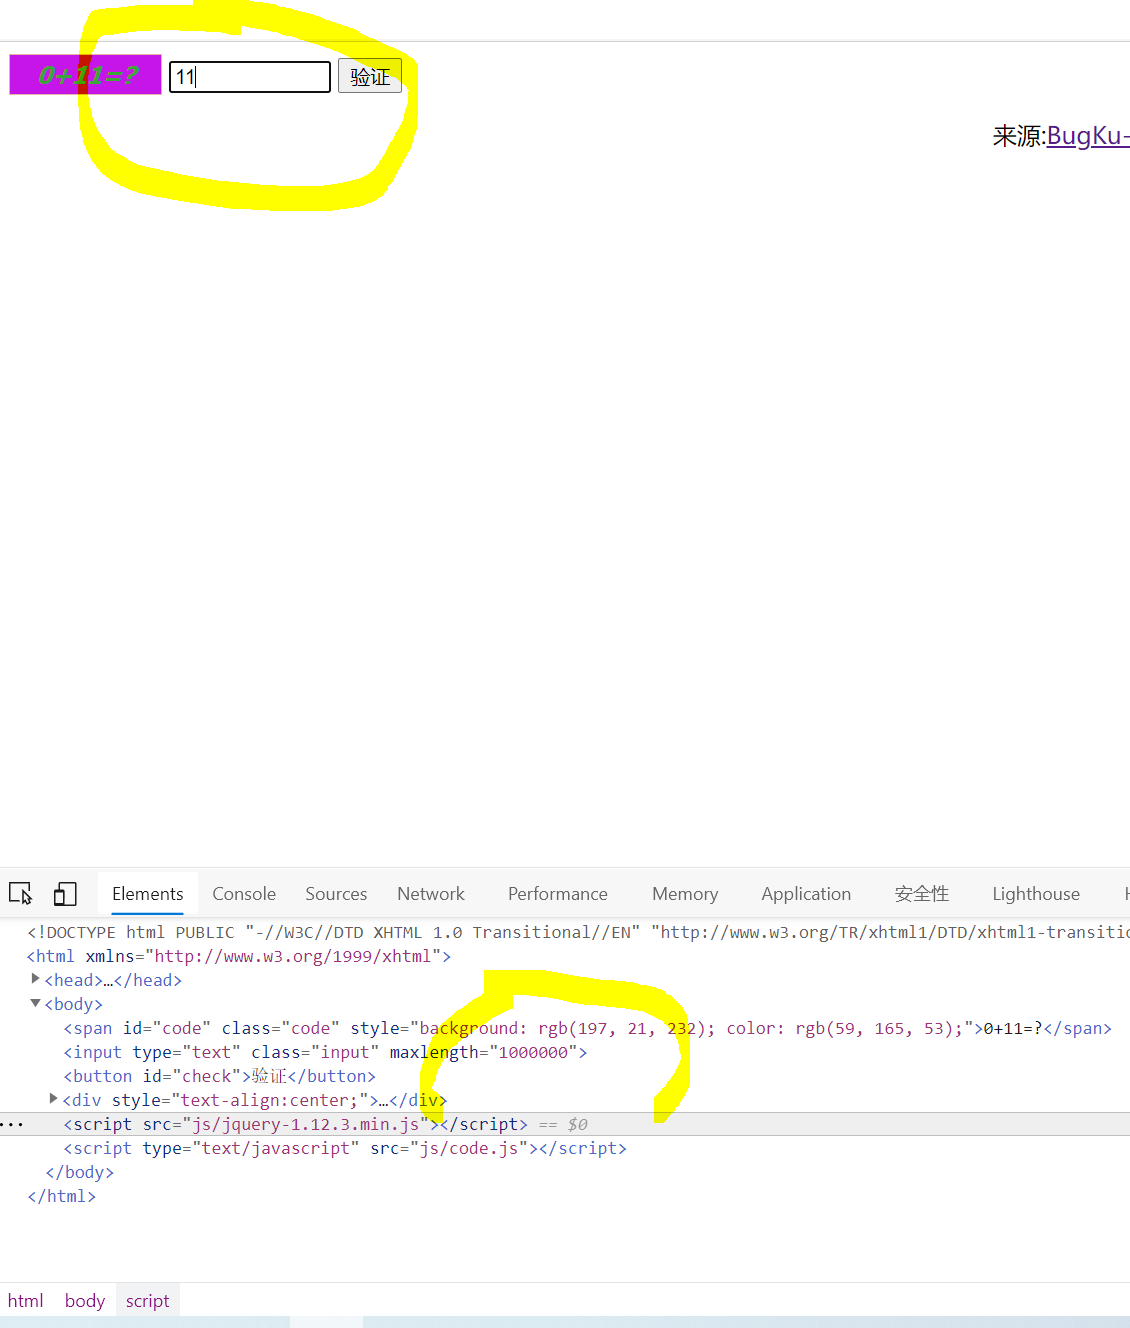 0+11=? 11 验证
来源:BugKu-
Elements Console Sources Network Performance Memory Application 安全性 Lighthouse
<!DOCTYPE html PUBLIC "-//W3C//DTD XHTML 1.0 Transitional//EN" "http://www.w3.org/TR/xhtml1/DTD/xhtml1-transitio
<html xmlns="http://www.w3.org/1999/xhtml">
<head>…</head>
<body>
<span id="code" class="code" style="background: rgb(197, 21, 232); color: rgb(59, 165, 53);">0+11=?</span>
<input type="text" class="input" maxlength="1000000">
<button id="check">验证</button>
<div style="text-align:center;">…</div>
<script src="js/jquery-1.12.3.min.js"></script> == $0
<script type="text/javascript" src="js/code.js"></script>
</body>
</html>
html body script